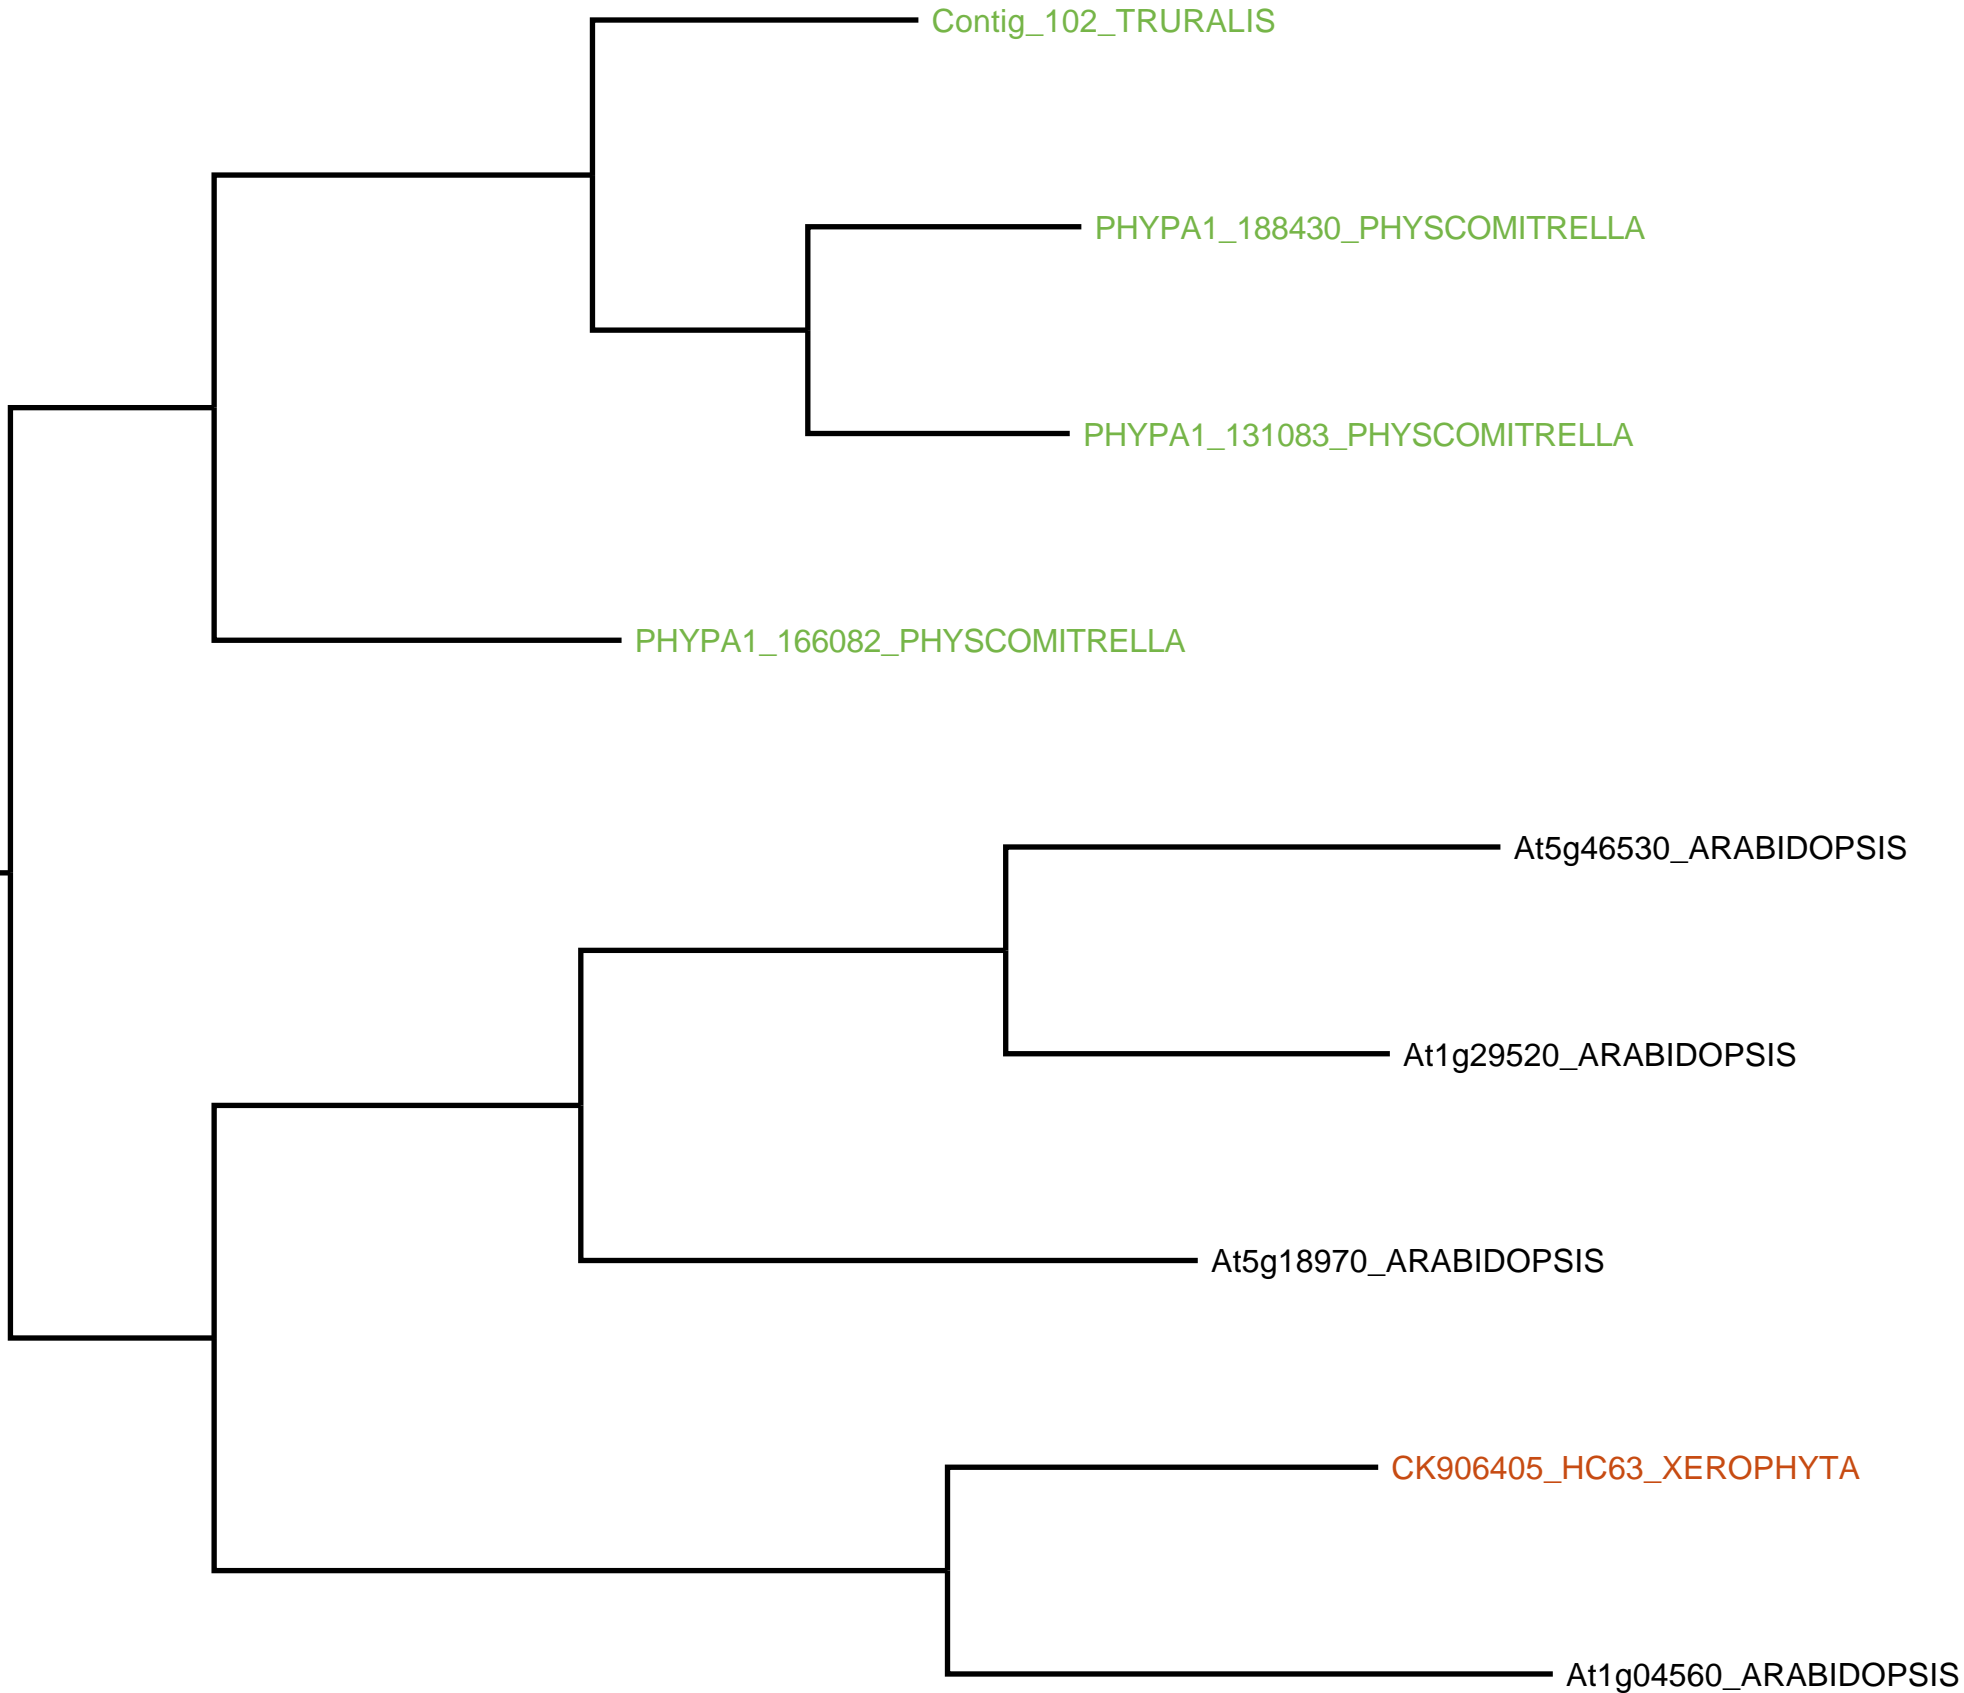 Contig_102_TRURALIS
PHYPA1_188430_PHYSCOMITRELLA
PHYPA1_131083_PHYSCOMITRELLA
PHYPA1_166082_PHYSCOMITRELLA
At5g46530_ARABIDOPSIS
At1g29520_ARABIDOPSIS
At5g18970_ARABIDOPSIS
CK906405_HC63_XEROPHYTA
At1g04560_ARABIDOPSIS